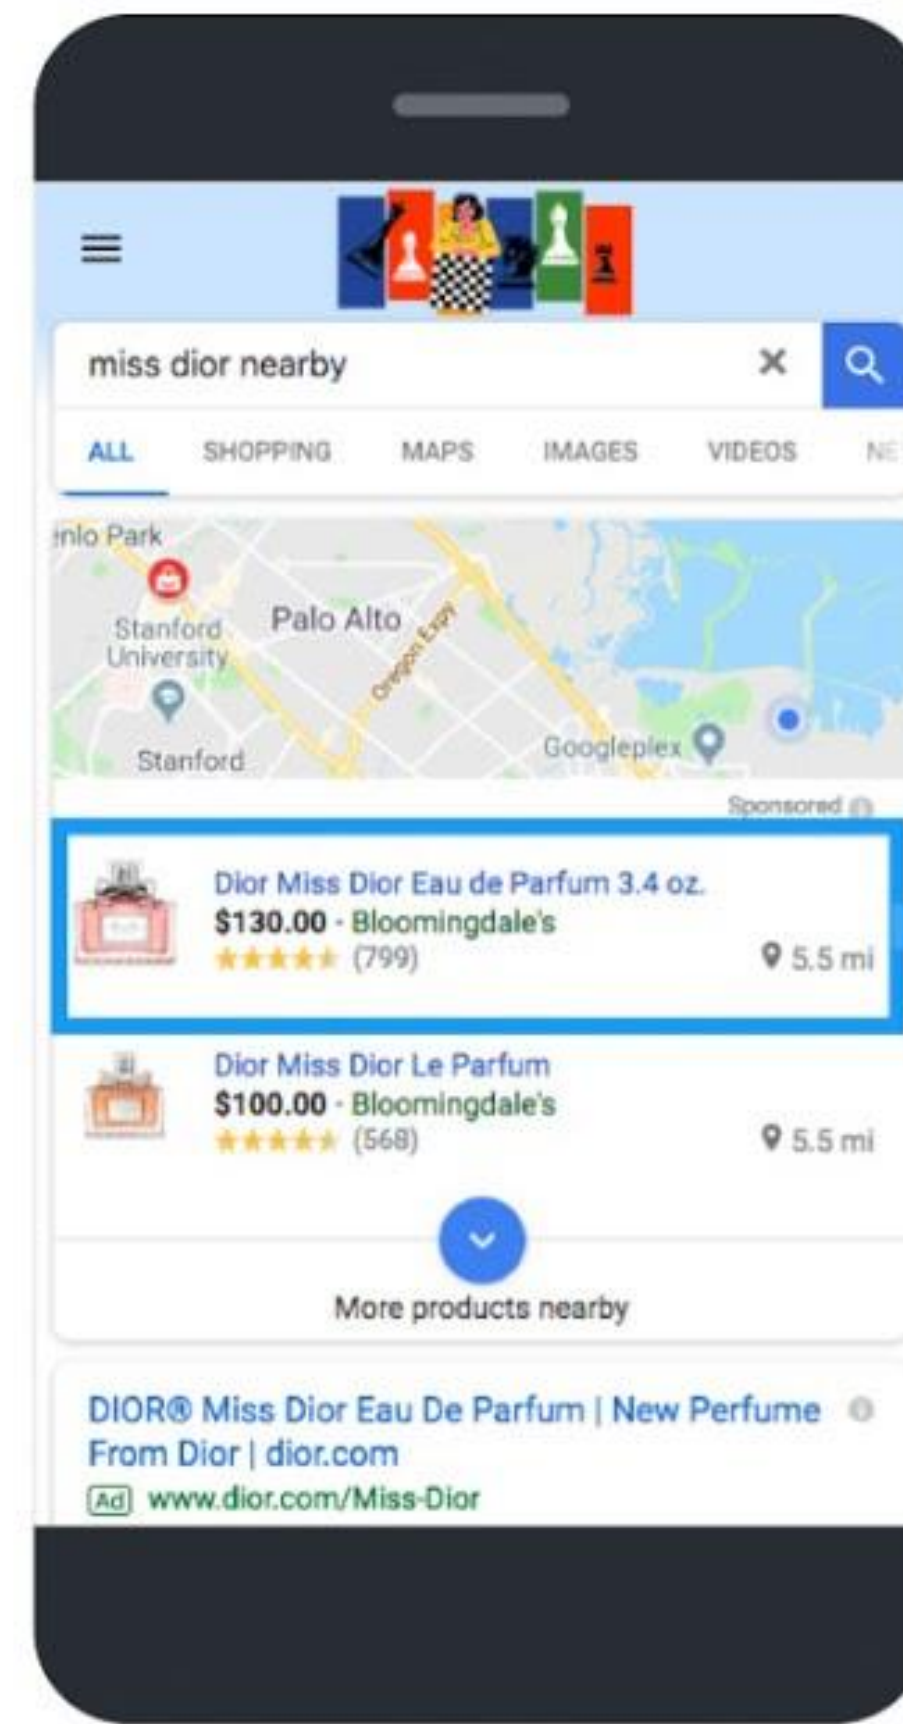 miss dior nearby
ALL SHOPPING MAPS IMAGES VIDEOS NE
enlo Park
Stanford University
Palo Alto
Oregon Expy
Stanford
Googleplex
Sponsored
Dior Miss Dior Eau de Parfum 3.4 oz.
$130.00 - Bloomingdale's
(799) 5.5 mi
Dior Miss Dior Le Parfum
$100.00 - Bloomingdale's
(568) 5.5 mi
More products nearby
DIOR® Miss Dior Eau De Parfum | New Perfume
From Dior | dior.com
Ad www.dior.com/Miss-Dior